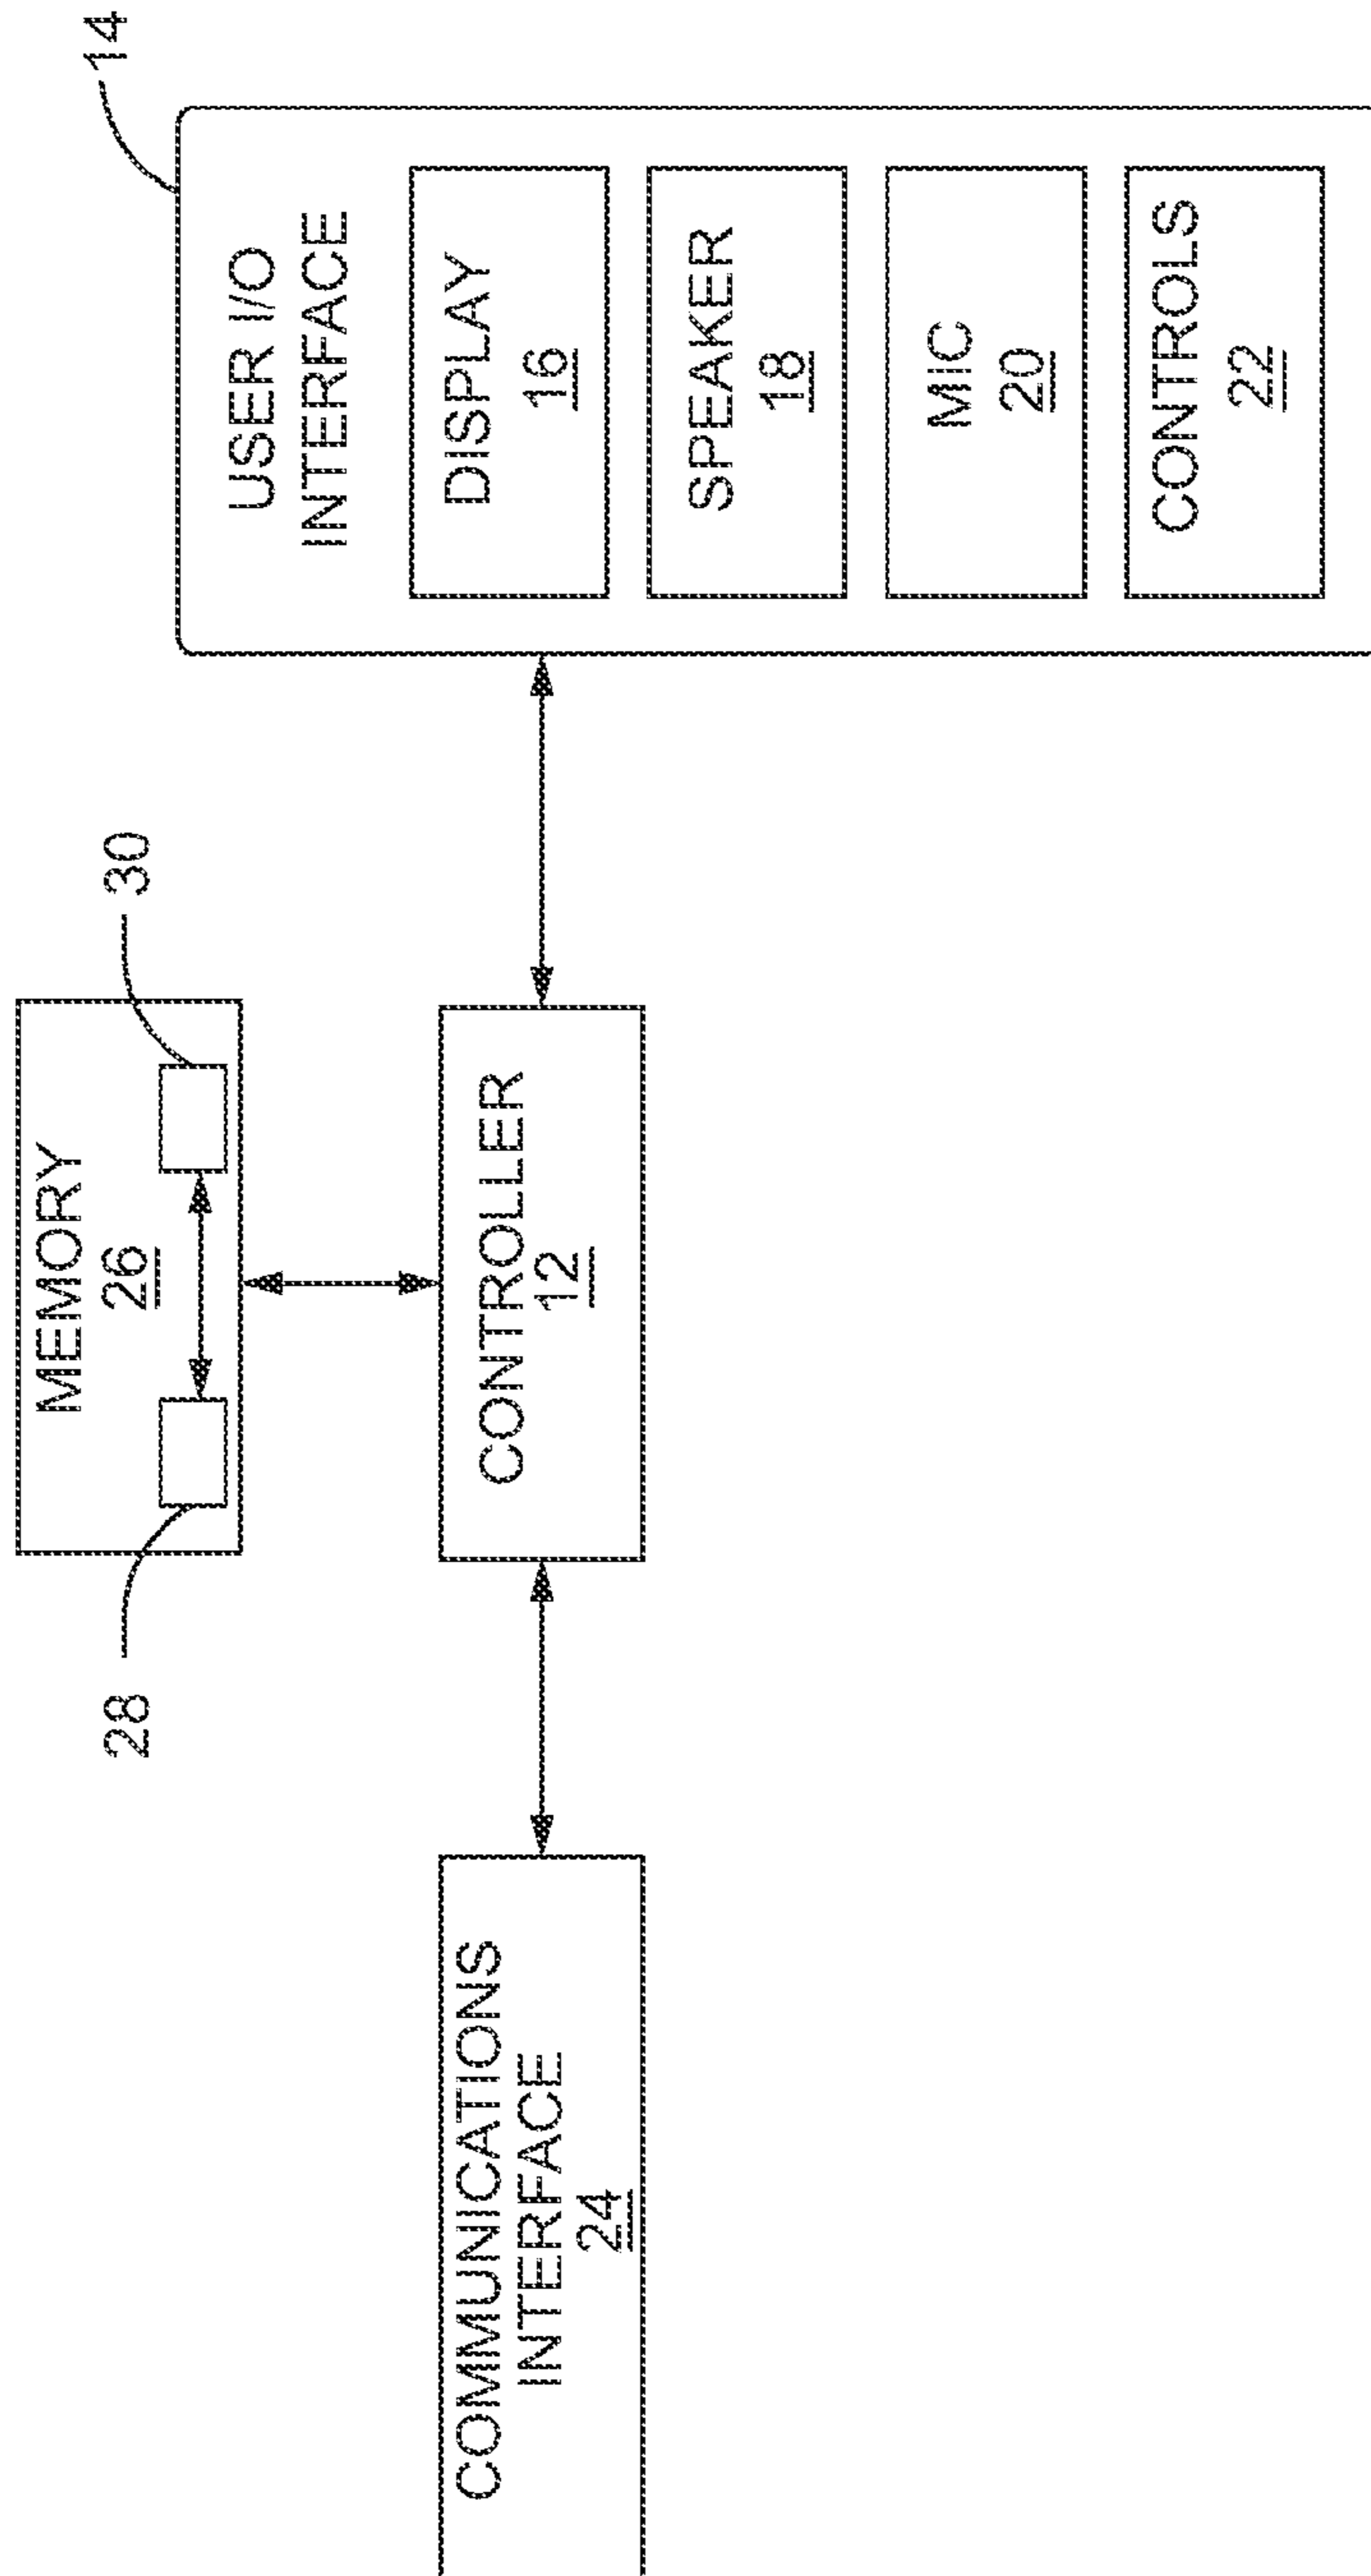 MEMORY
26
28
30
COMMUNICATIONS
INTERFACE
24
CONTROLLER
12
14
USER I/O
INTERFACE
DISPLAY
16
SPEAKER
18
MIC
20
CONTROLS
22